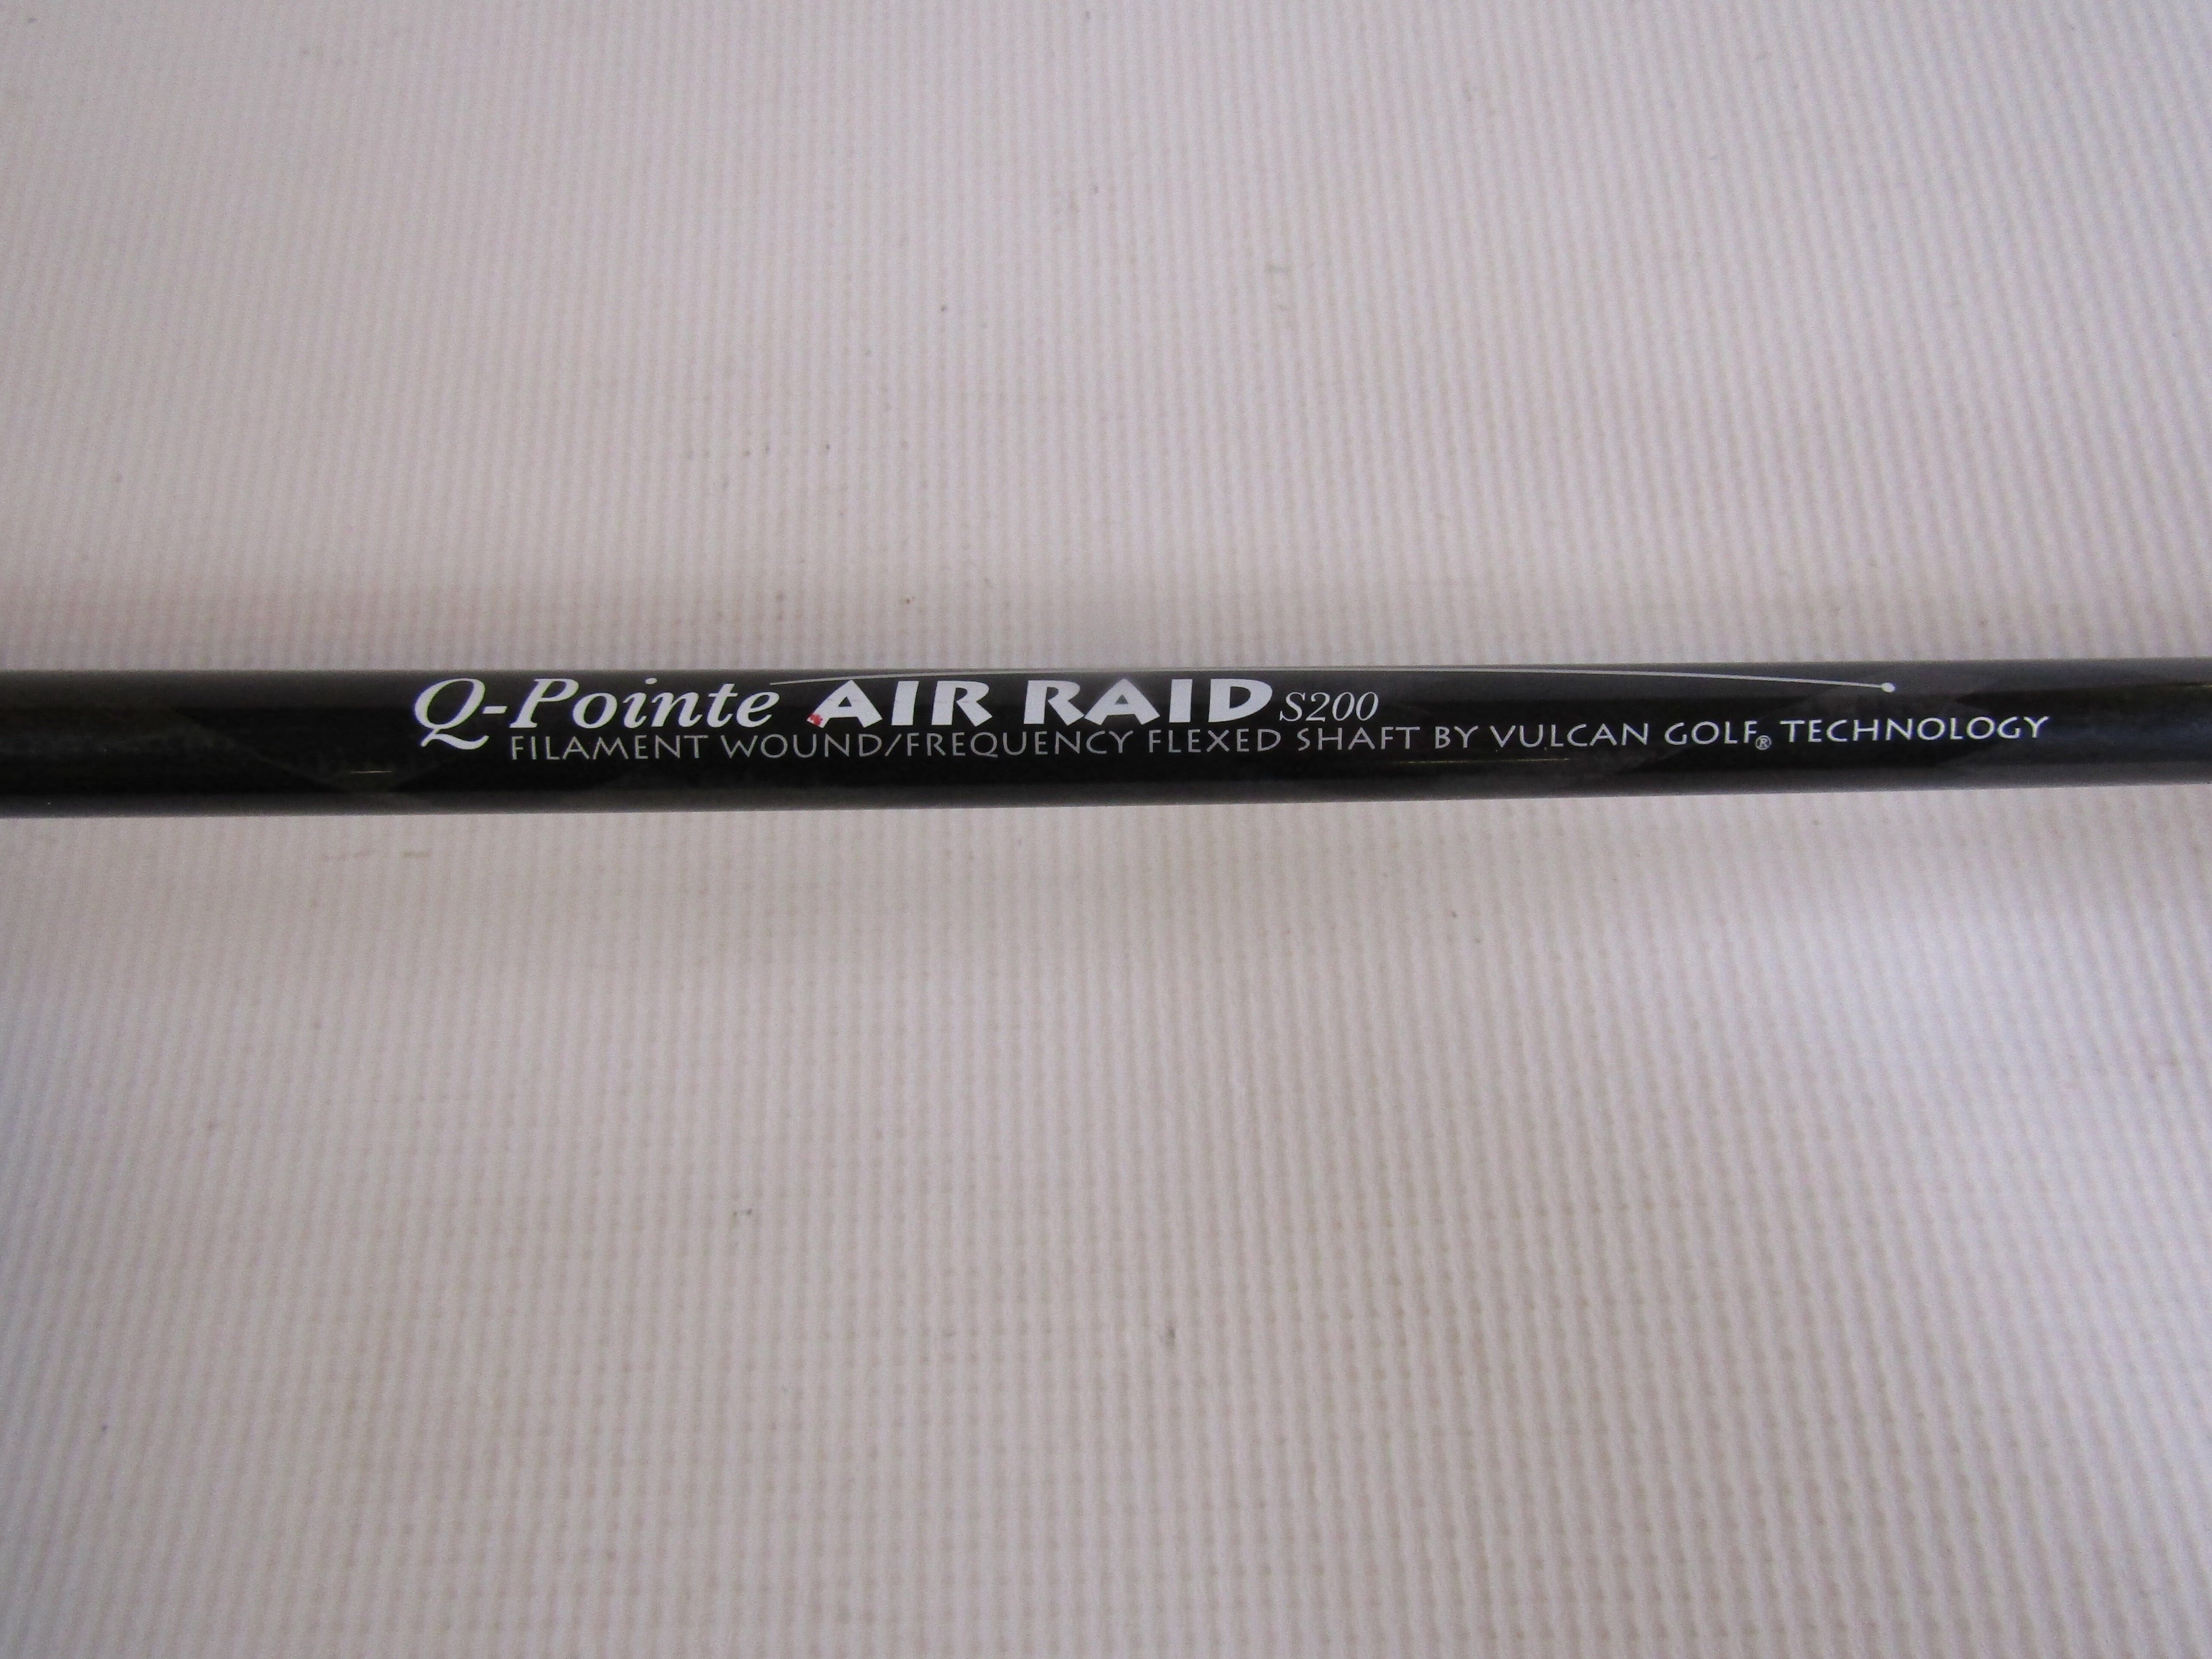 Q-Pointe AIR RAID S200
FILAMENT WOUND/FREQUENCY FLEXED SHAFT BY VULCAN GOLF® TECHNOLOGY